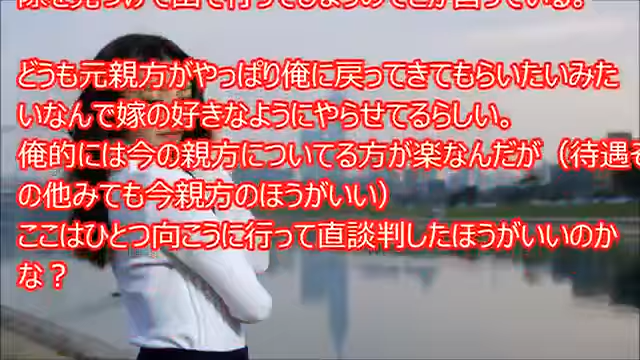 どうも元親方がやっぱり俺に戻ってきてもらいたいみた
いなんで嫁の好きなようにやらせてるらしい。
俺的には今の親方についてる方が楽なんだが（待遇そ
の他みても今親方のほうがいい）
ここはひとつ向こうに行って直談判したほうがいいのか
な？